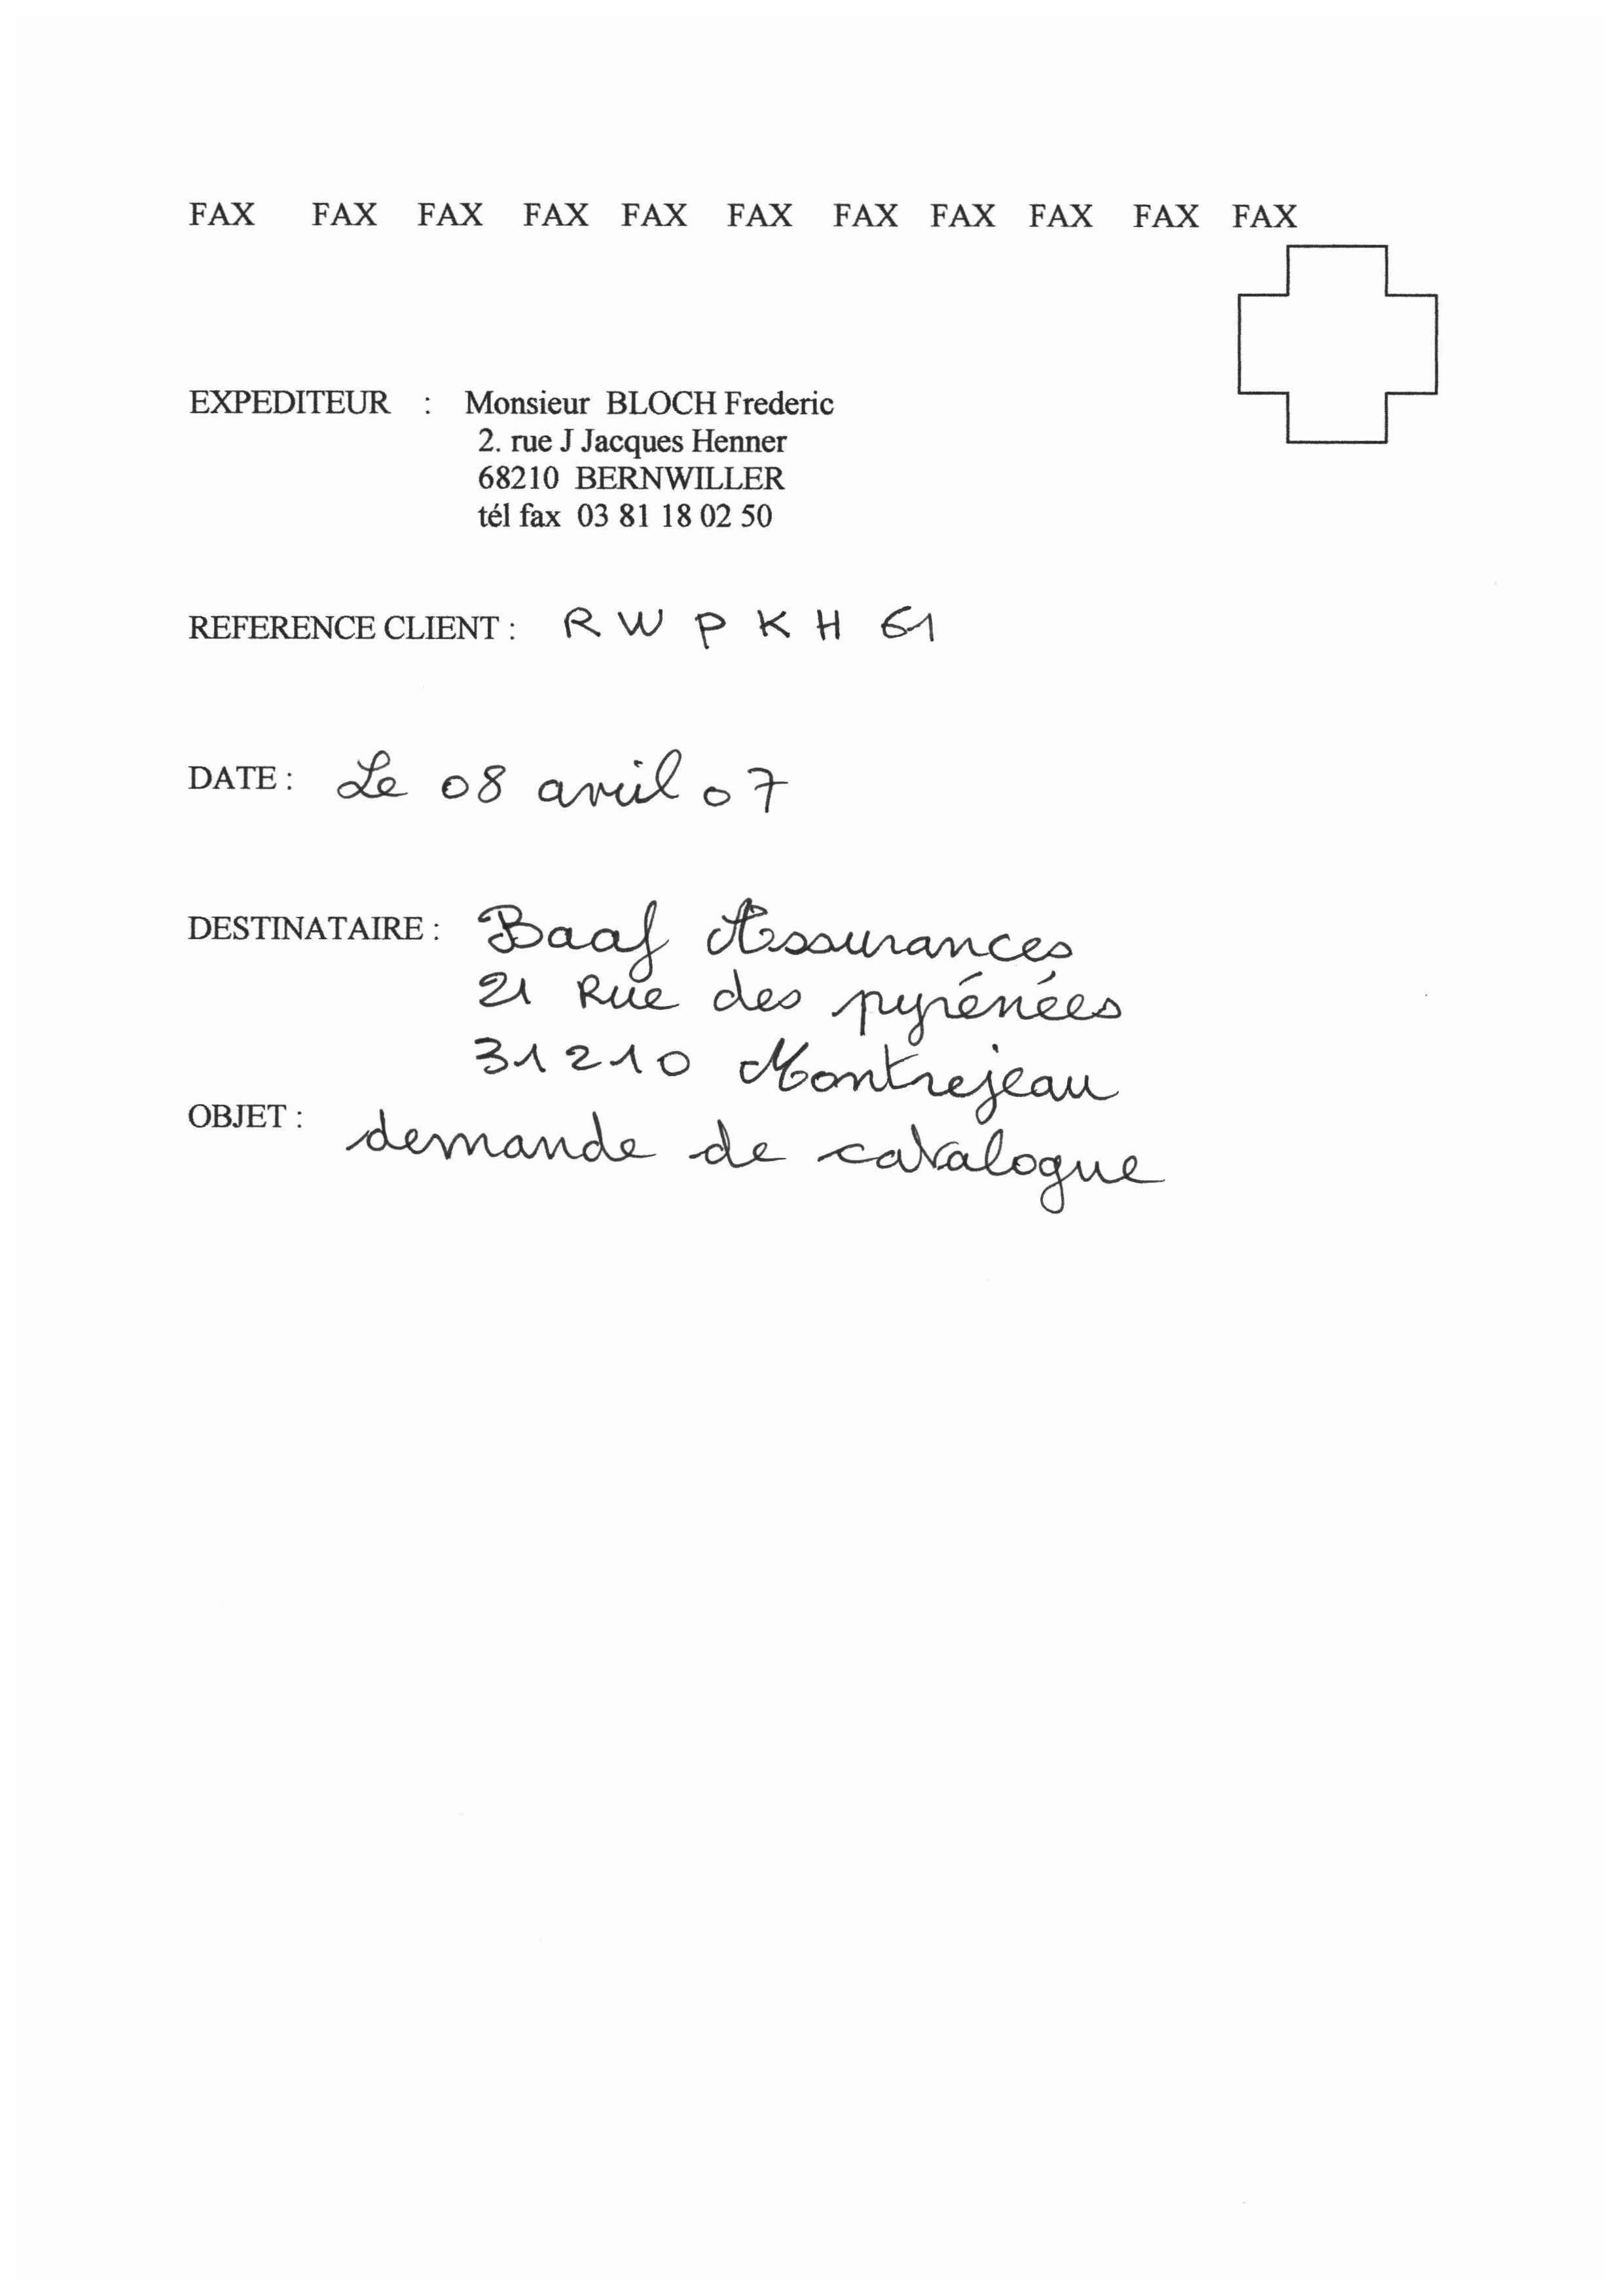 FAX FAX FAX FAX FAX FAX FAX FAX FAX FAX FAX
EXPEDITEUR : Monsieur BLOCH Frederic
2. rue J Jacques Henner
68210 BERNWILLER
tél fax 03 81 18 02 50
REFERENCE CLIENT : R W P K H 61
DATE : Le 08 avril 07
DESTINATAIRE : Baaf Assurances
21 Rue des pyrénées
31210 Montrejeau
OBJET : demande de catalogue